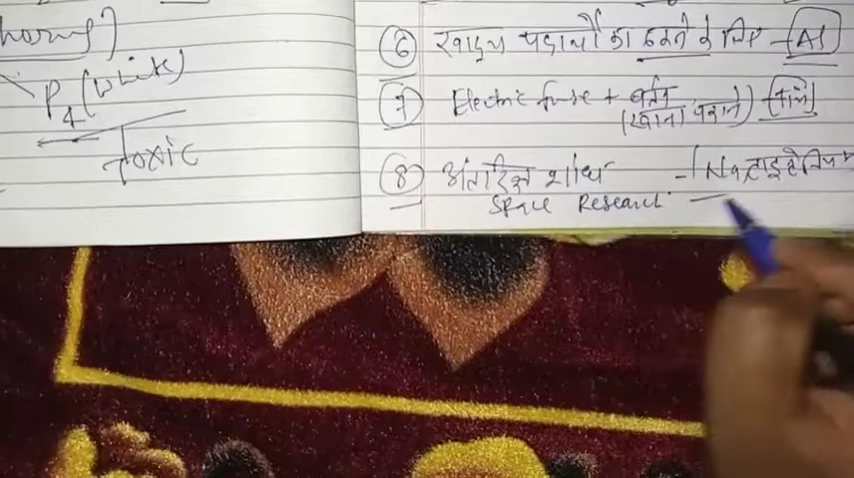 P4 (White)
Toxic
6 खाद्य पदार्थों को ढकने के लिए - Al
7 Electric fuse + बर्तन
(खाना पकाने) - टिन
8 अंतरिक्ष शोध - Na, टाइटेनियम
Space Research